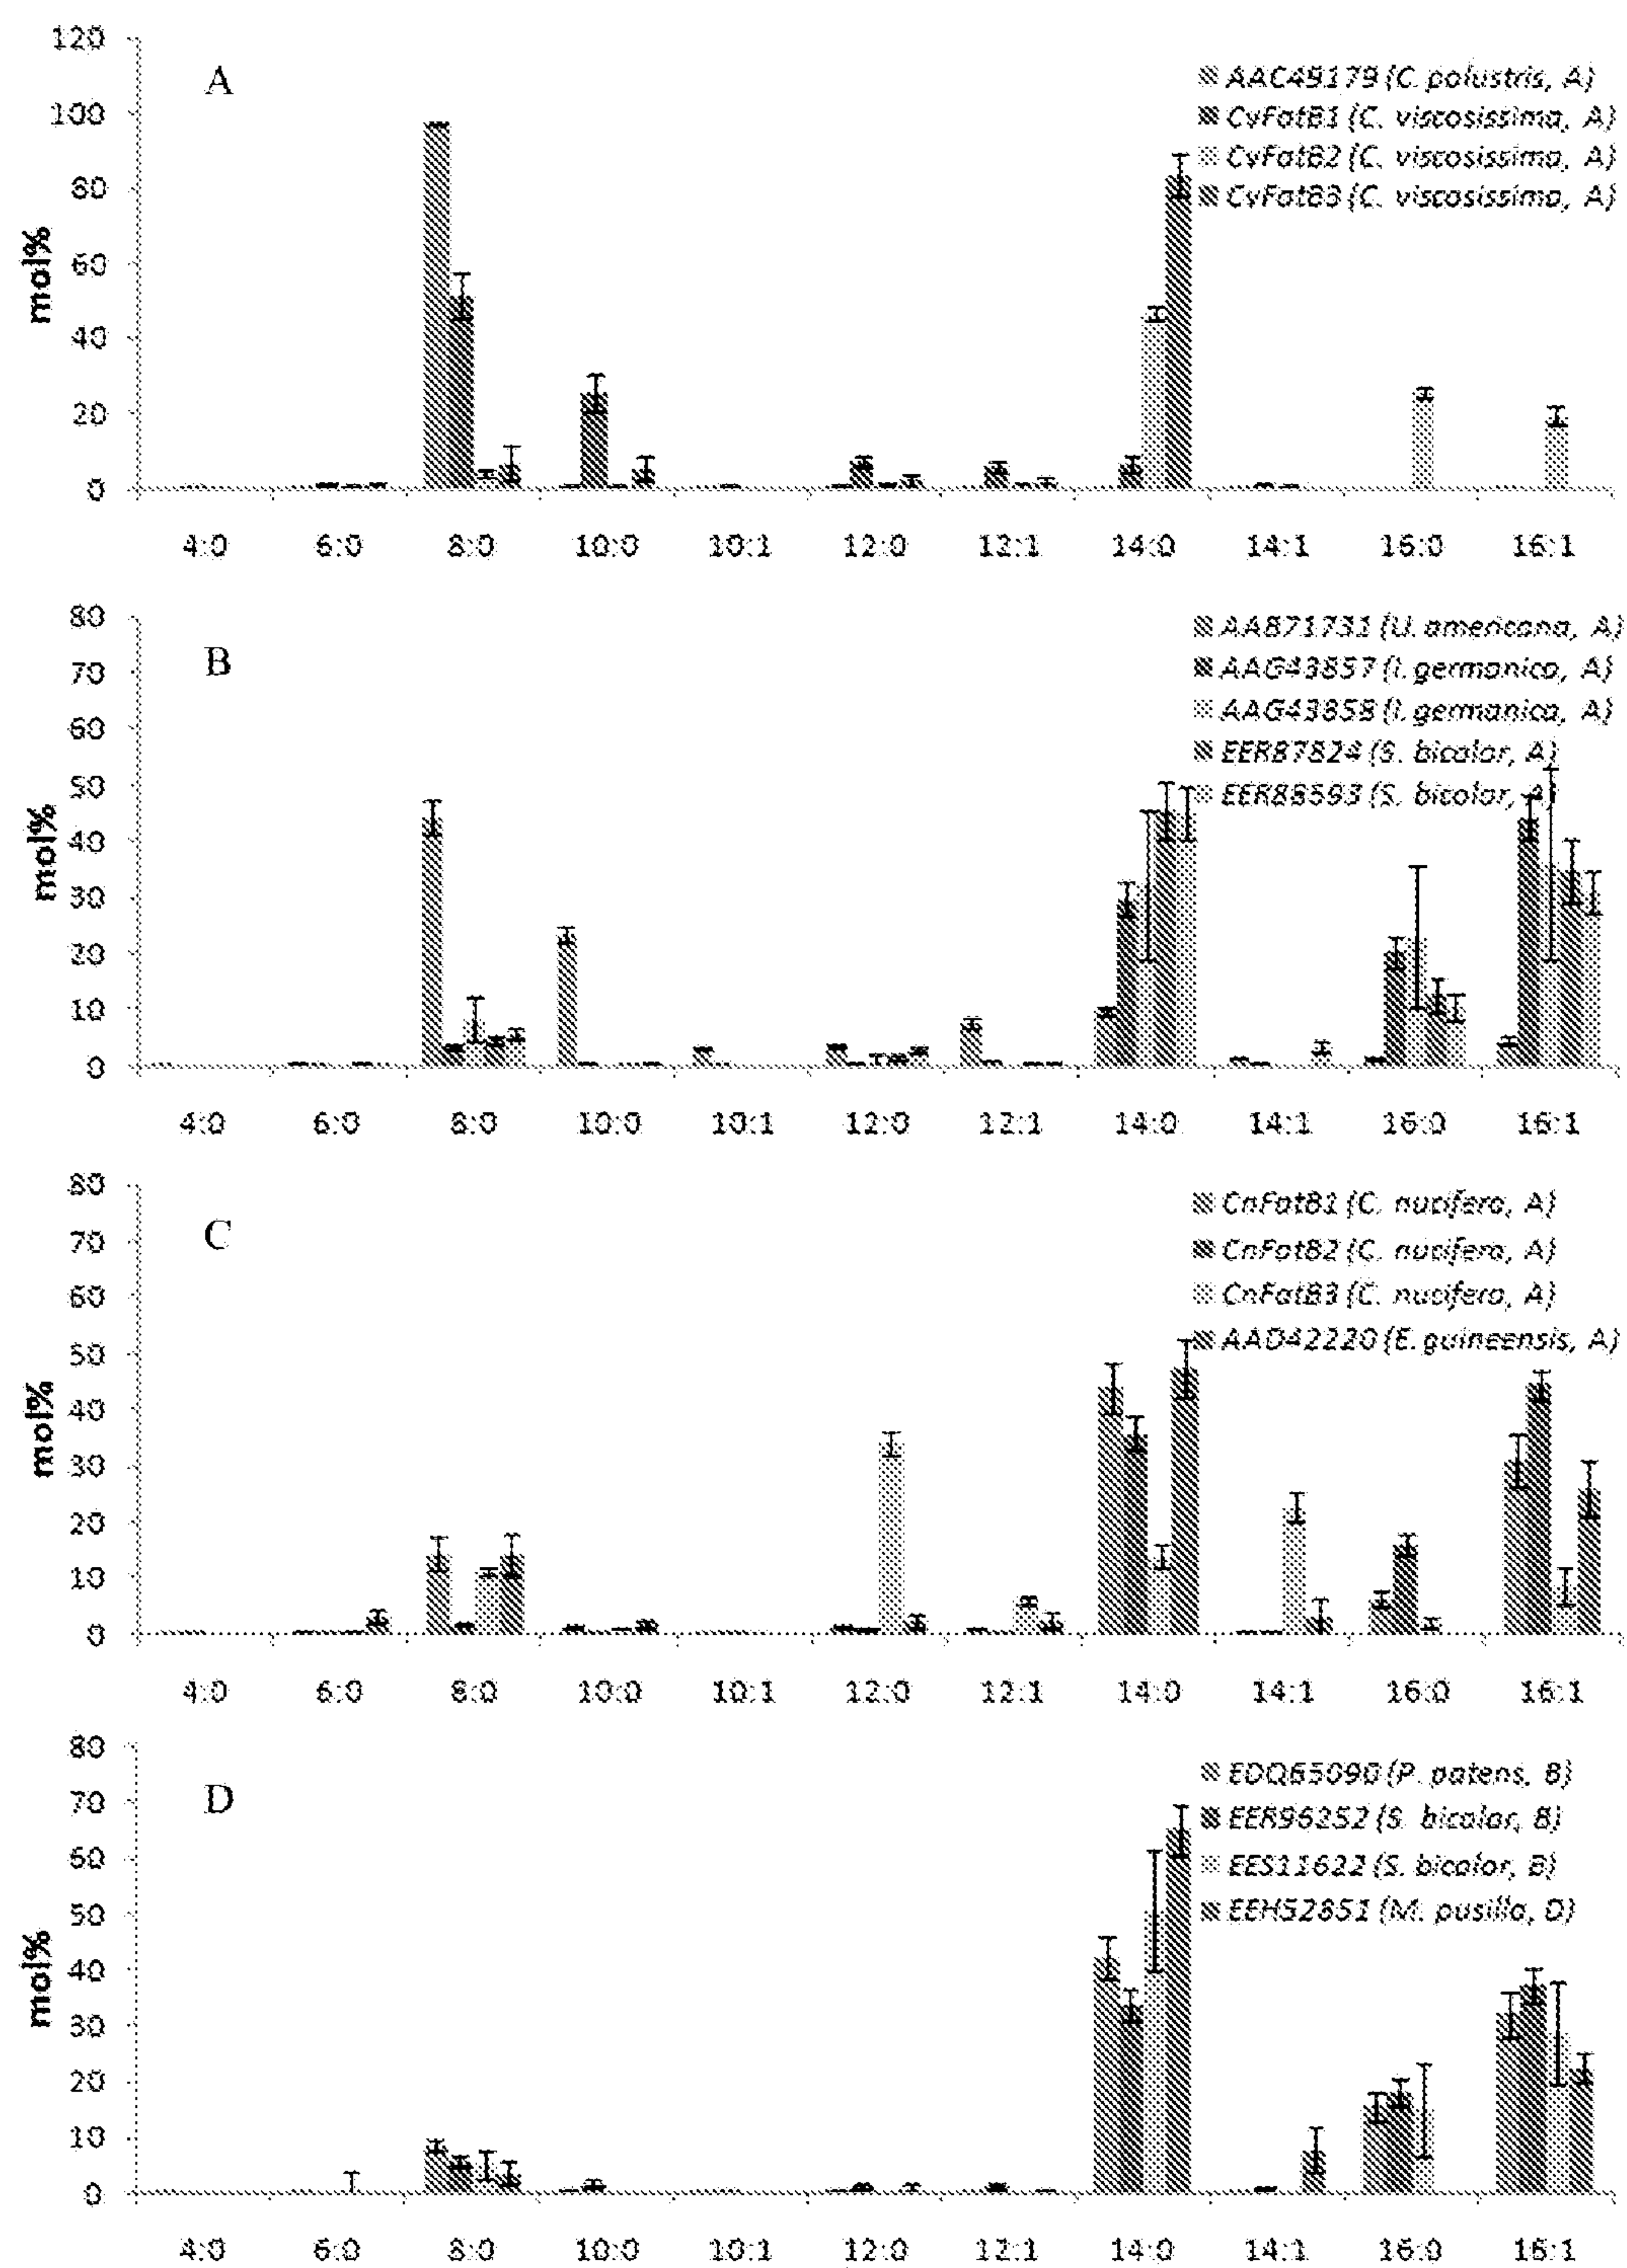 A
120
100
80
60
40
20
0
mol%
AAC49179 (C. palustris, A)
CvFatB1 (C. viscosissima, A)
CvFatB2 (C. viscosissima, A)
CvFatB3 (C. viscosissima, A)
4:0 6:0 8:0 10:0 10:1 12:0 12:1 14:0 14:1 16:0 16:1
B
80
70
60
50
40
30
20
10
0
mol%
AAB71731 (U. americana, A)
AAG43857 (I. germanica, A)
AAG43858 (I. germanica, A)
EER87824 (S. bicolor, A)
EER88593 (S. bicolor, A)
4:0 6:0 8:0 10:0 10:1 12:0 12:1 14:0 14:1 16:0 16:1
C
80
70
60
50
40
30
20
10
0
mol%
CnFatB1 (C. nucifera, A)
CnFatB2 (C. nucifera, A)
CnFatB3 (C. nucifera, A)
AAD42220 (E. guineensis, A)
4:0 6:0 8:0 10:0 10:1 12:0 12:1 14:0 14:1 16:0 16:1
D
80
70
60
50
40
30
20
10
0
mol%
EDQ65090 (P. patens, B)
EER96252 (S. bicolor, B)
EES11622 (S. bicolor, B)
EEH52851 (M. pusilla, D)
4:0 6:0 8:0 10:0 10:1 12:0 12:1 14:0 14:1 16:0 16:1